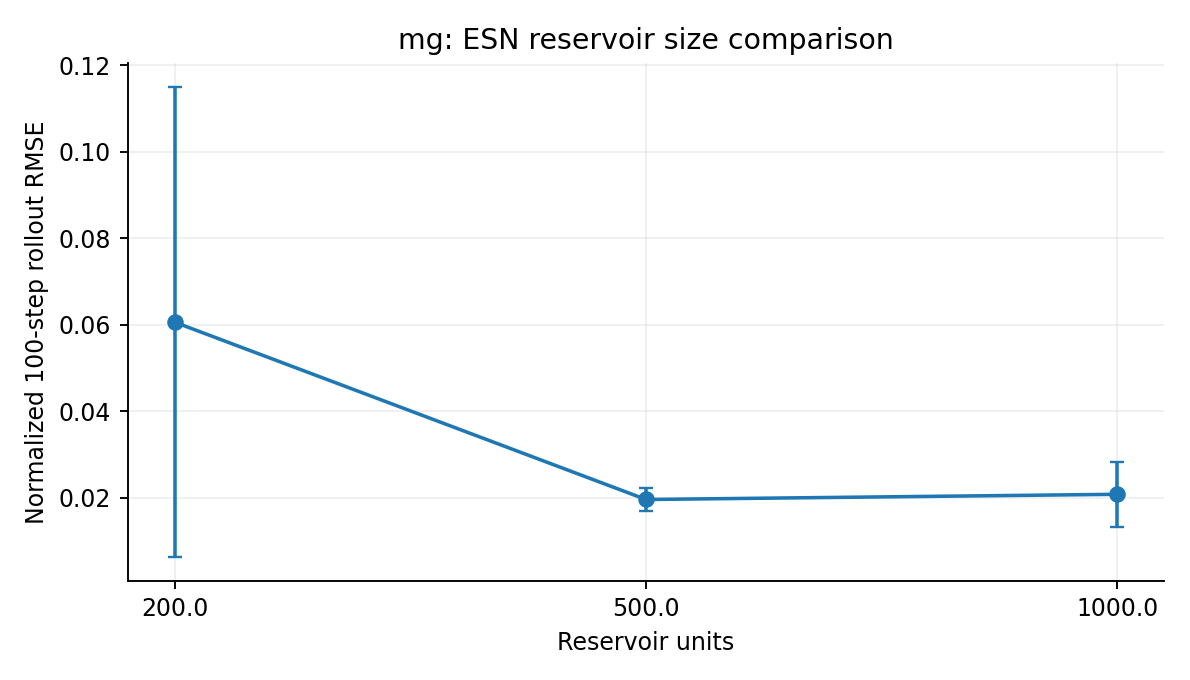 mg: ESN reservoir size comparison
Normalized 100-step rollout RMSE
0.12
0.10
0.08
0.06
0.04
0.02
200.0 500.0 1000.0
Reservoir units